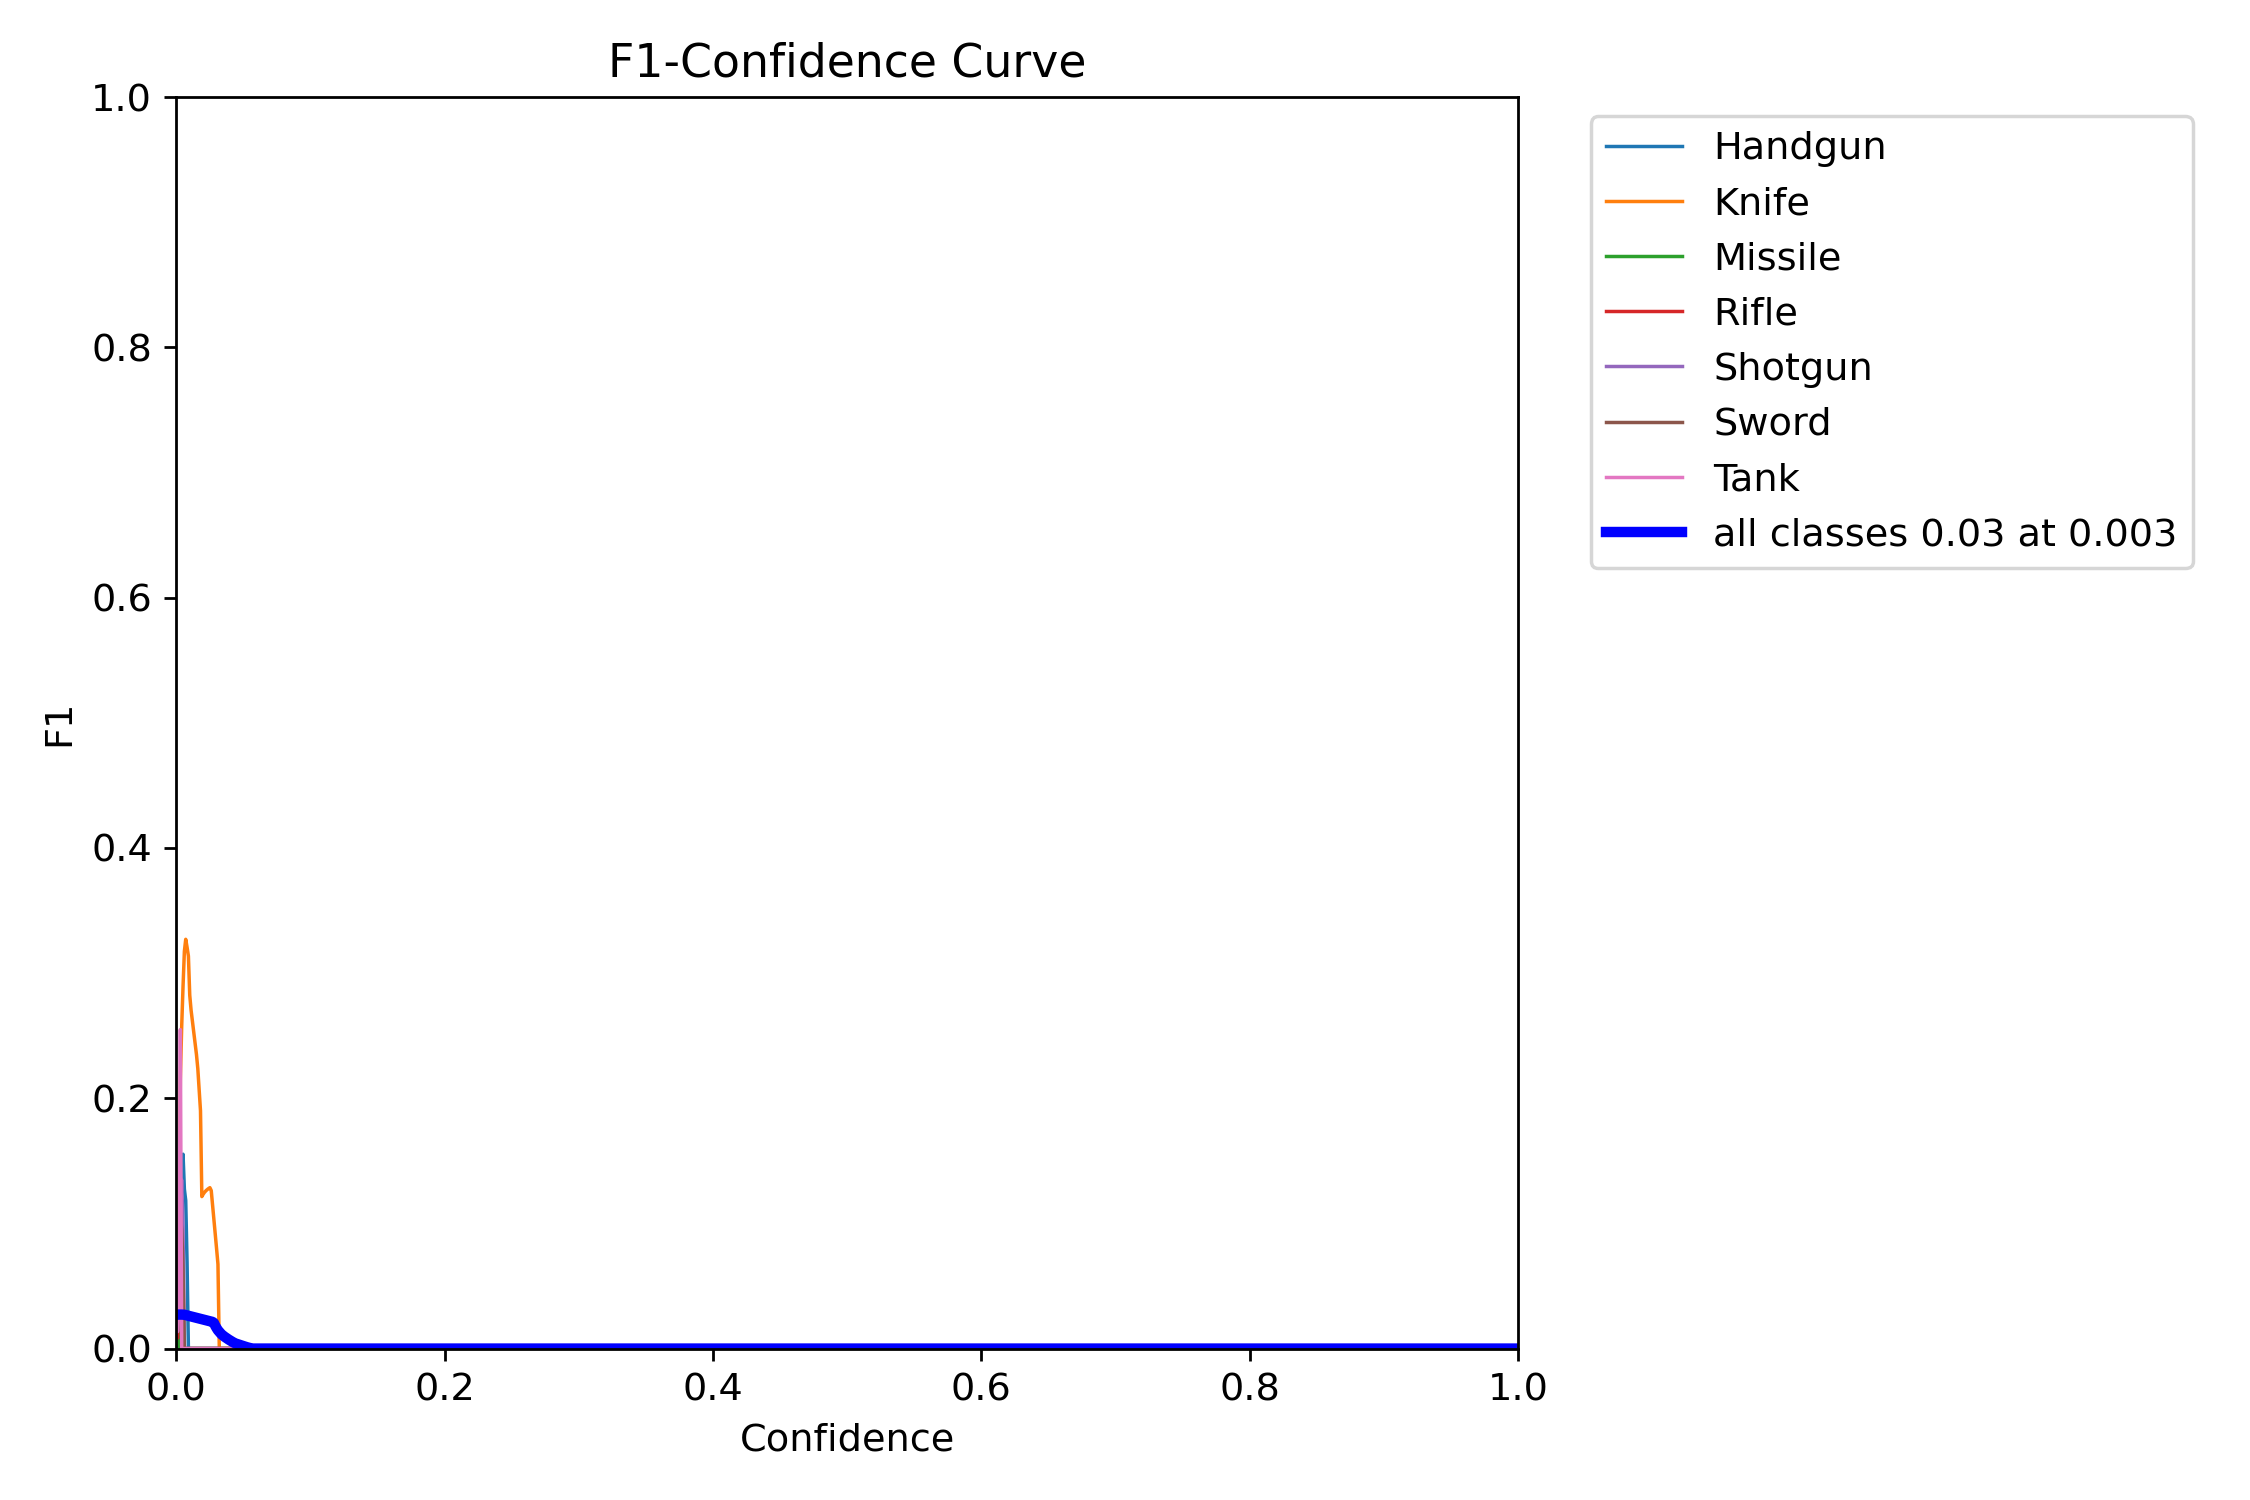 F1-Confidence Curve
1.0
0.8
0.6
0.4
0.2
0.0
F1
0.0 0.2 0.4 0.6 0.8 1.0
Confidence
Handgun
Knife
Missile
Rifle
Shotgun
Sword
Tank
all classes 0.03 at 0.003